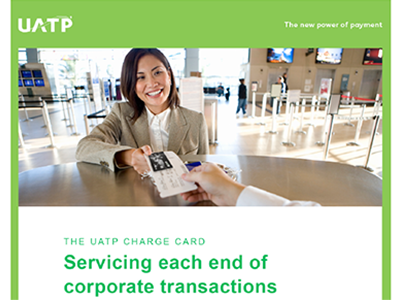 UATP
The new power of payment
THE UATP CHARGE CARD
Servicing each end of
corporate transactions